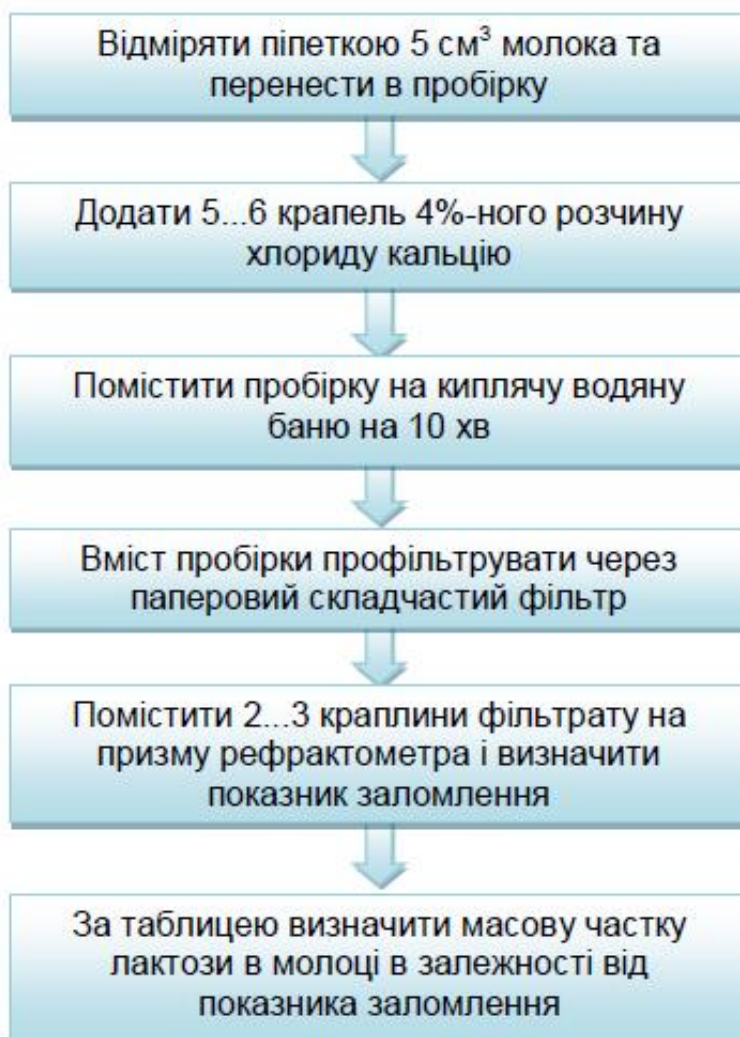 Відміряти піпеткою 5 см³ молока та
перенести в пробірку
Додати 5...6 крапель 4%-ного розчину
хлориду кальцію
Помістити пробірку на киплячу водяну
баню на 10 хв
Вміст пробірки профільтрувати через
паперовий складчастий фільтр
Помістити 2...3 краплини фільтрату на
призму рефрактометра і визначити
показник заломлення
За таблицею визначити масову частку
лактози в молоці в залежності від
показника заломлення